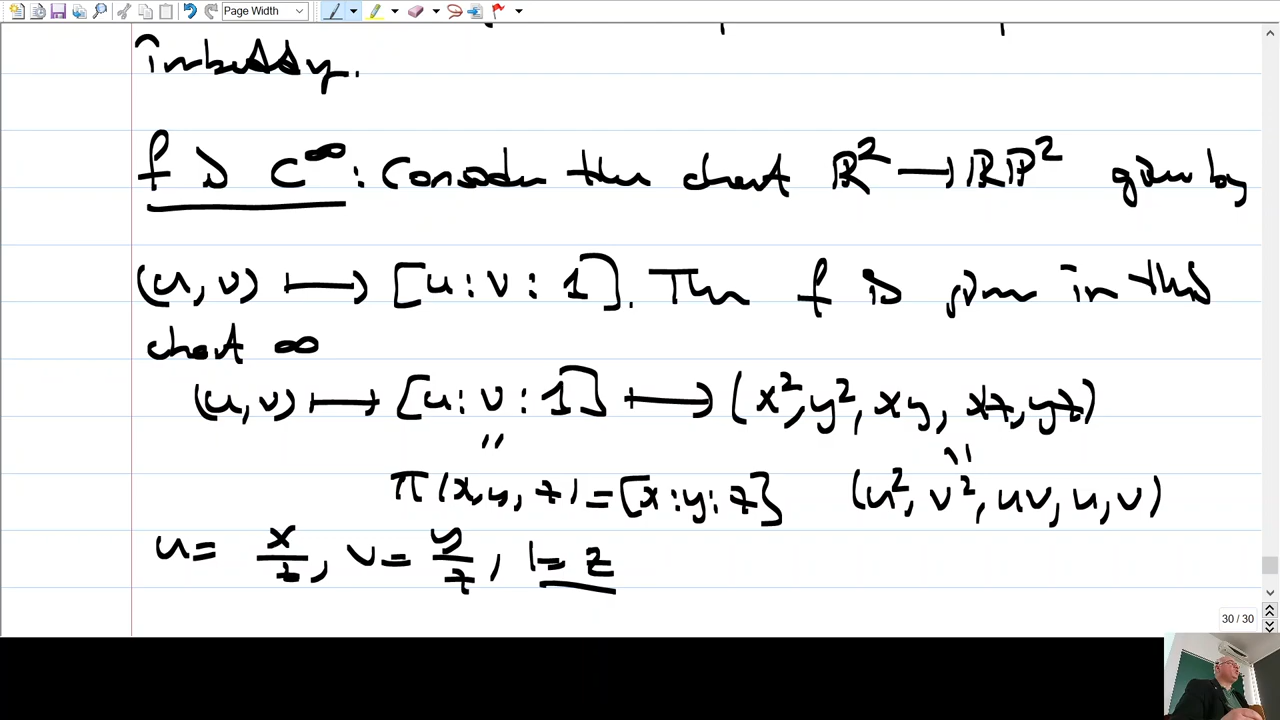 Page Width
f is C^∞ : Consider the chart ℝ² ⟶ ℝP² given by
(u,v) ⟼ [u : v : 1]. Then f is given in this
chart as
(u,v) ⟼ [u : v : 1] ⟼ (x², y², xy, xz, yz)
" "
π(x,y,z) = [x : y : z] (u², v², uv, u, v)
u = x/z, v = y/z, 1 = z
30 / 30